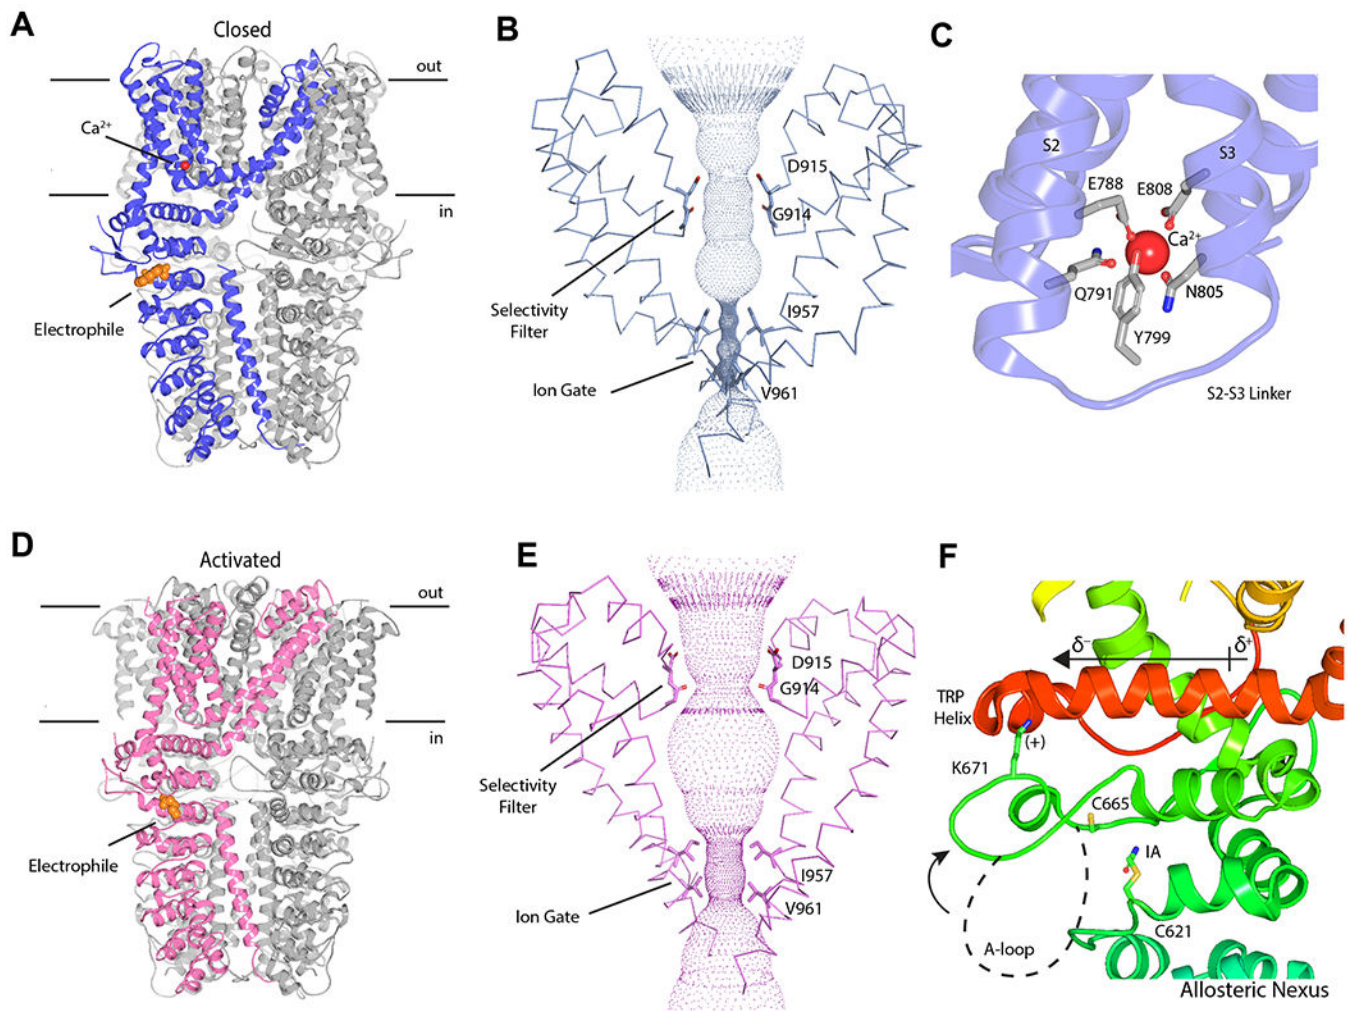 A
Closed
out
Ca²⁺
in
Electrophile
B
D915
G914
Selectivity
Filter
I957
Ion Gate
V961
C
S2
S3
E788
E808
Ca²⁺
Q791
N805
Y799
S2-S3 Linker
D
Activated
out
in
Electrophile
E
D915
G914
Selectivity
Filter
I957
Ion Gate
V961
F
δ⁻
δ⁺
TRP
Helix
(+)
K671
C665
IA
C621
A-loop
Allosteric Nexus